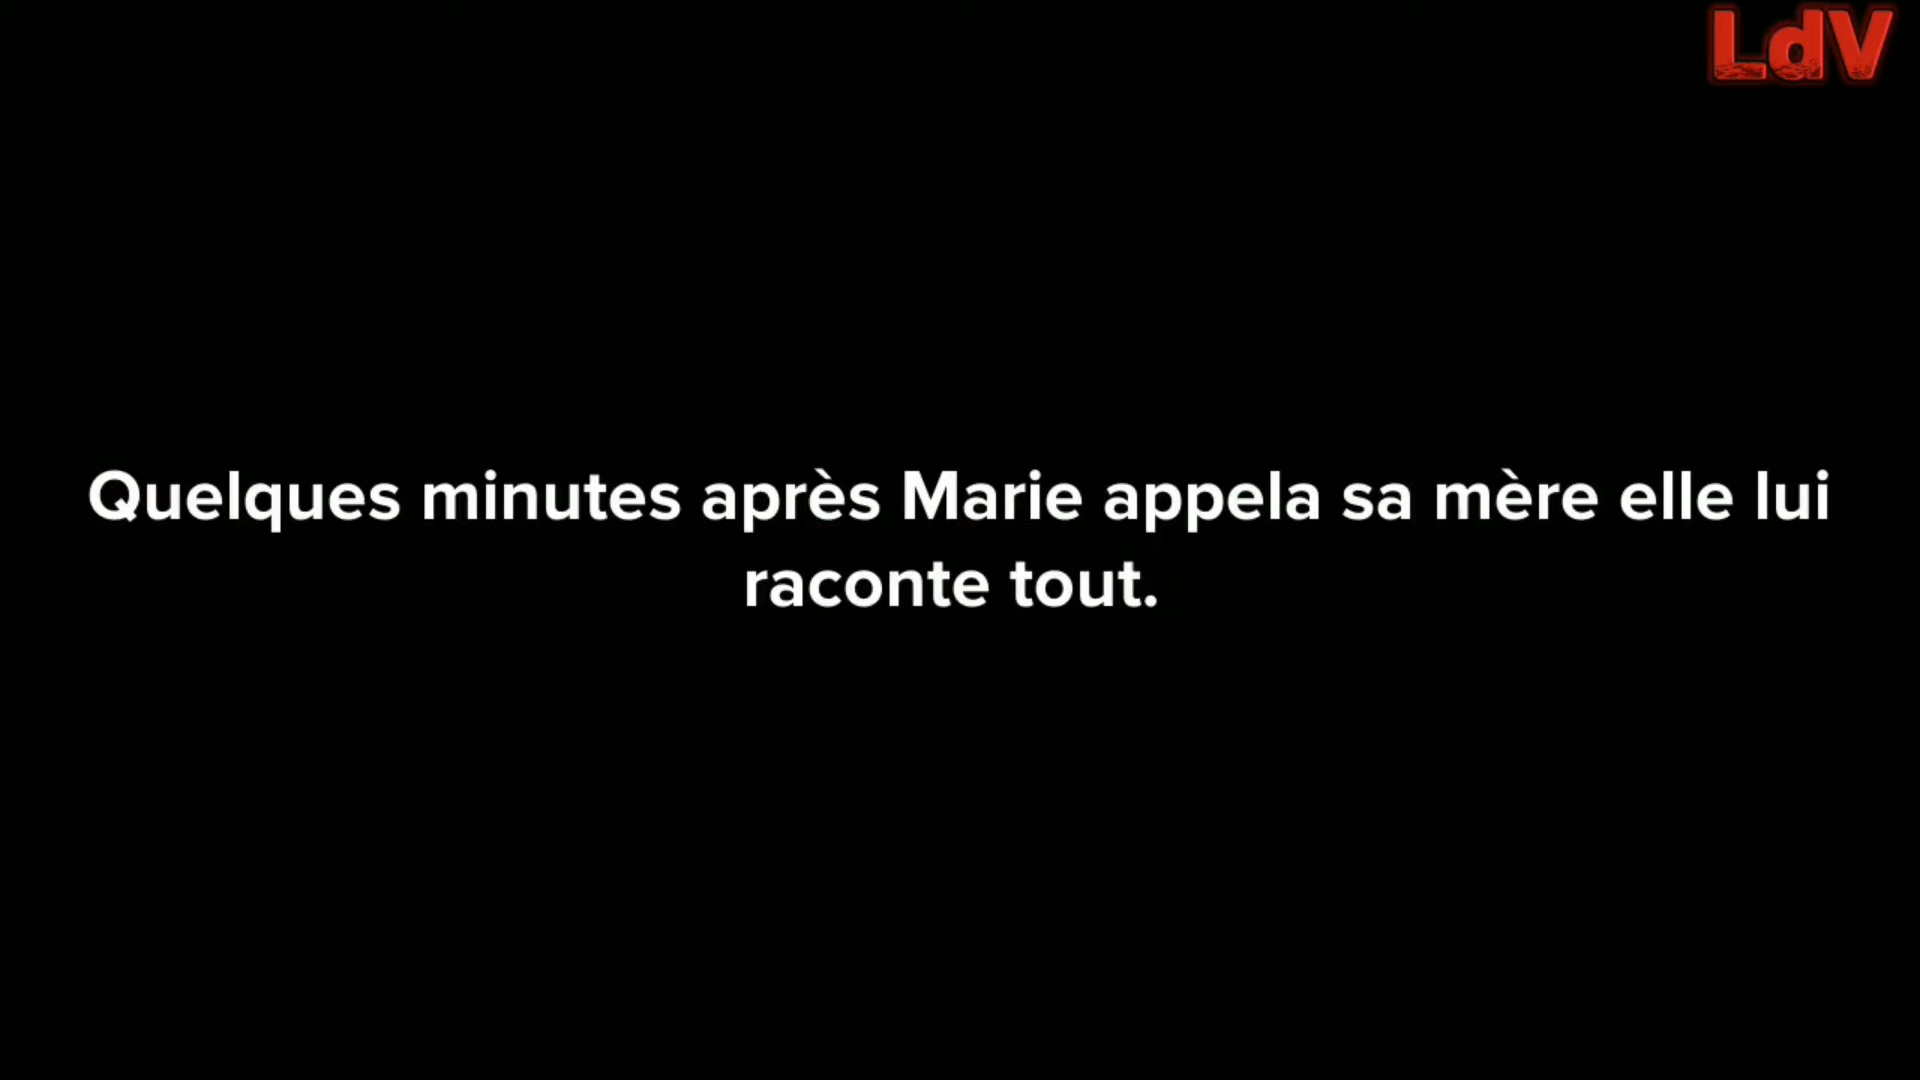 LdV
Quelques minutes après Marie appela sa mère elle lui
raconte tout.